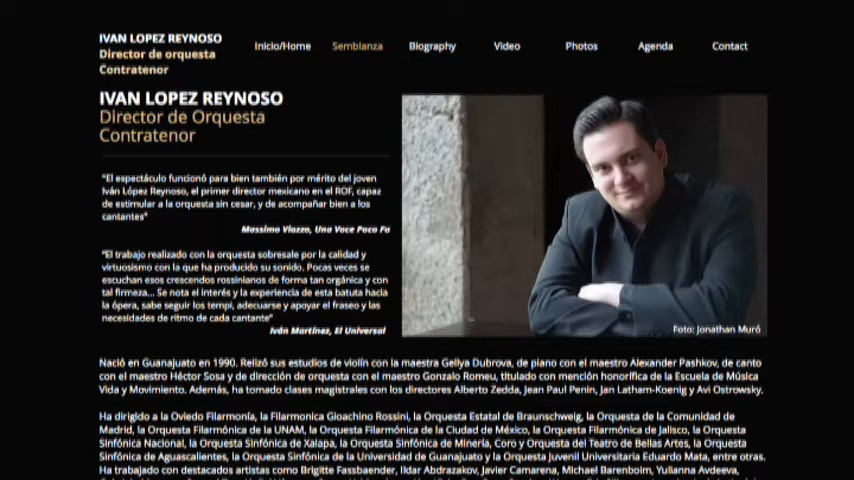 IVAN LOPEZ REYNOSO
Director de orquesta
Contratenor
Inicio/Home Semblanza Biography Video Photos Agenda Contact
IVAN LOPEZ REYNOSO
Director de Orquesta
Contratenor
"El espectáculo funcionó para bien también por mérito del joven
Iván López Reynoso, el primer director mexicano en el ROF, capaz
de estimular a la orquesta sin cesar, y de acompañar bien a los
cantantes"
Massimo Viazzo, Una Voce Poco Fa
"El trabajo realizado con la orquesta sobresale por la calidad y
virtuosismo con la que ha producido su sonido. Pocas veces se
escuchan esos crescendos rossinianos de forma tan orgánica y con
tal firmeza... Se nota el interés y la experiencia de esta batuta hacia
la ópera, sabe seguir los tempi, adecuarse y apoyar el fraseo y las
necesidades de ritmo de cada cantante"
Iván Martínez, El Universal
Foto: Jonathan Muró
Nació en Guanajuato en 1990. Relizó sus estudios de violín con la maestra Gellya Dubrova, de piano con el maestro Alexander Pashkov, de canto
con el maestro Héctor Sosa y de dirección de orquesta con el maestro Gonzalo Romeu, titulado con mención honorífica de la Escuela de Música
Vida y Movimiento. Además, ha tomado clases magistrales con los directores Alberto Zedda, Jean Paul Penin, Jan Latham-Koenig y Avi Ostrowsky.
Ha dirigido a la Oviedo Filarmonía, la Filarmonica Gioachino Rossini, la Orquesta Estatal de Braunschweig, la Orquesta de la Comunidad de
Madrid, la Orquesta Filarmónica de la UNAM, la Orquesta Filarmónica de la Ciudad de México, la Orquesta Filarmónica de Jalisco, la Orquesta
Sinfónica Nacional, la Orquesta Sinfónica de Xalapa, la Orquesta Sinfónica de Minería, Coro y Orquesta del Teatro de Bellas Artes, la Orquesta
Sinfónica de Aguascalientes, la Orquesta Sinfónica de la Universidad de Guanajuato y la Orquesta Juvenil Universitaria Eduardo Mata, entre otras.
Ha trabajado con destacados artistas como Brigitte Fassbaender, Ildar Abdrazakov, Javier Camarena, Michael Barenboim, Yulianna Avdeeva,